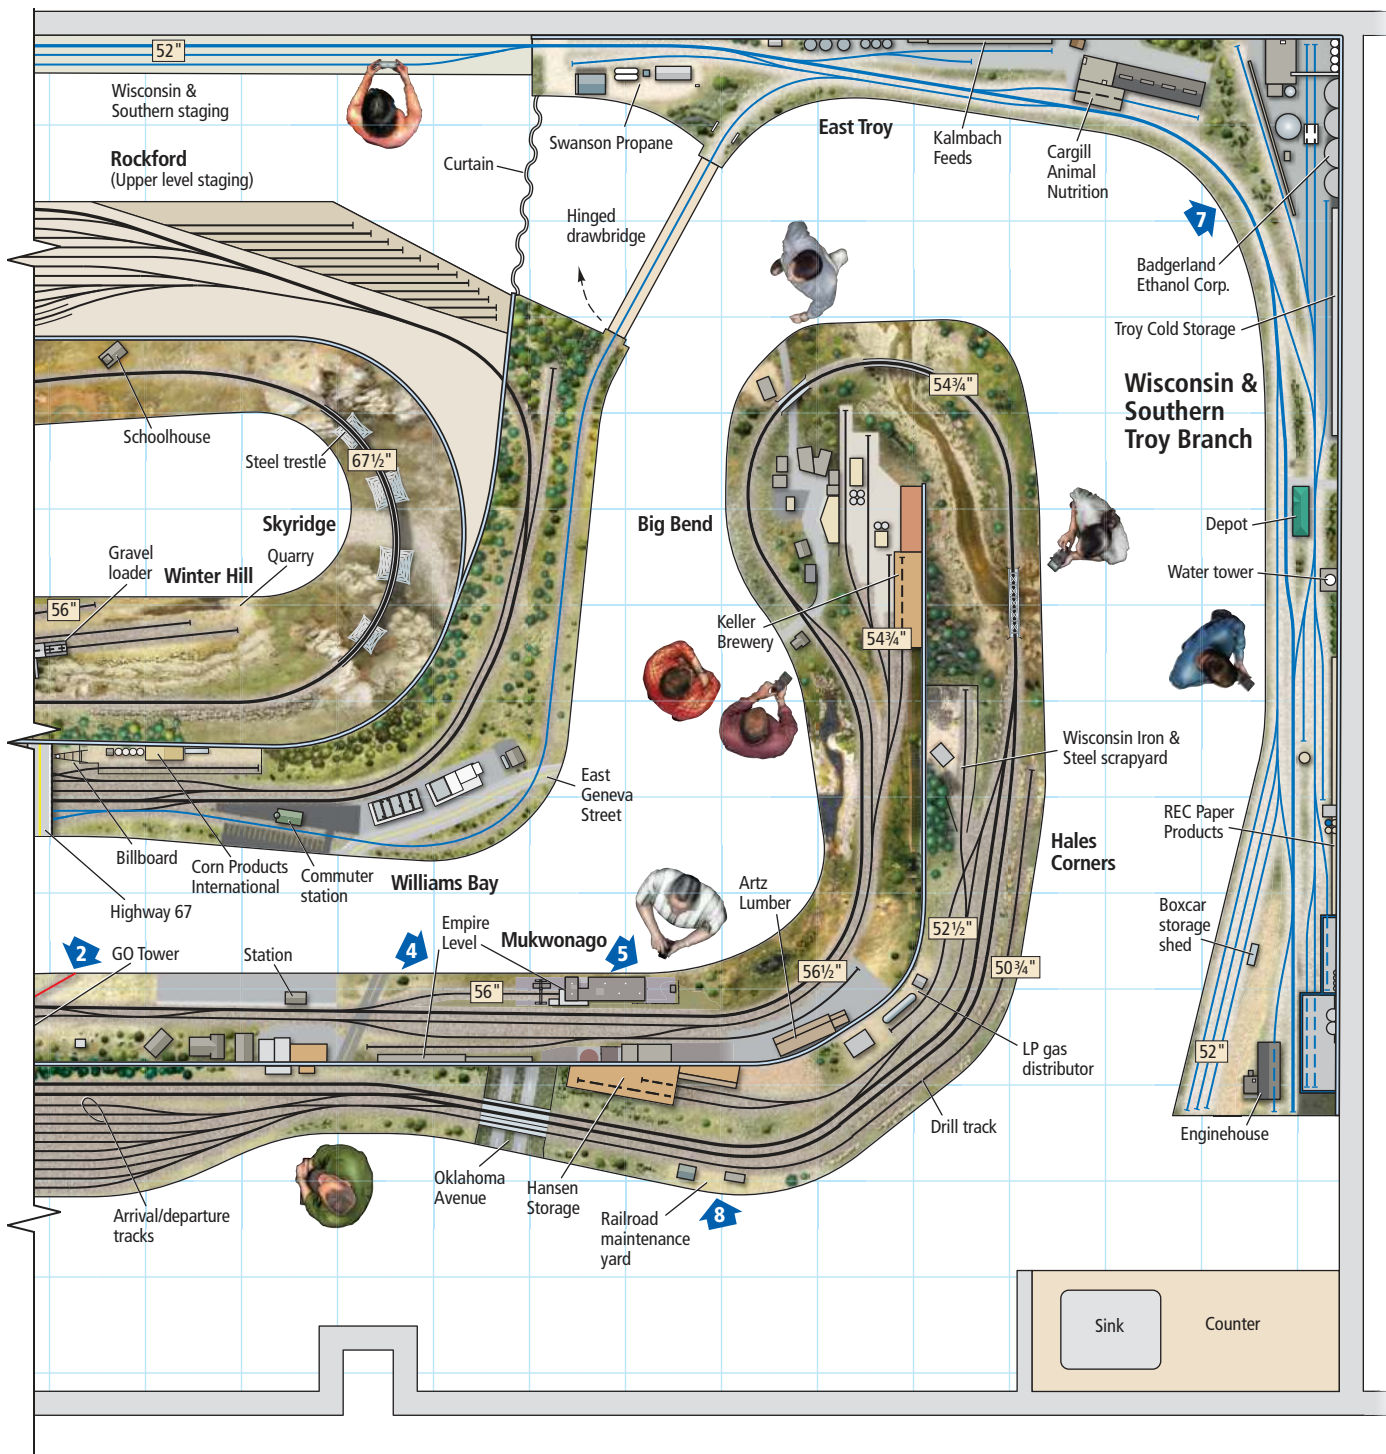 52"
Wisconsin &
Southern staging
Rockford
(Upper level staging)
Curtain
Swanson Propane
East Troy
Kalmbach
Feeds
Cargill
Animal
Nutrition
Hinged
drawbridge
7
Badgerland
Ethanol Corp.
Troy Cold Storage
Wisconsin &
Southern
Troy Branch
Schoolhouse
Steel trestle
67½"
54¾"
Skyridge
Big Bend
Depot
Gravel
loader
Winter Hill
Quarry
56"
Water tower
Keller
Brewery
54¾"
Wisconsin Iron &
Steel scrapyard
East
Geneva
Street
REC Paper
Products
Hales
Corners
Billboard
Corn Products
International
Commuter
station
Williams Bay
Highway 67
Artz
Lumber
Boxcar
storage
shed
2
GO Tower
Station
4
Empire
Level
Mukwonago
5
52½"
56"
56½"
50¾"
LP gas
distributor
52"
Drill track
Enginehouse
Oklahoma
Avenue
Hansen
Storage
Arrival/departure
tracks
8
Railroad
maintenance
yard
Sink
Counter